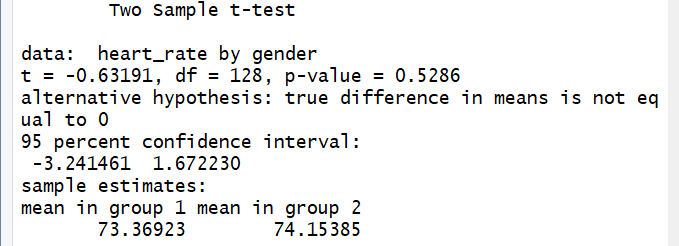 Two Sample t-test
data:  heart_rate by gender
t = -0.63191, df = 128, p-value = 0.5286
alternative hypothesis: true difference in means is not eq
ual to 0
95 percent confidence interval:
 -3.241461  1.672230
sample estimates:
mean in group 1 mean in group 2
       73.36923        74.15385